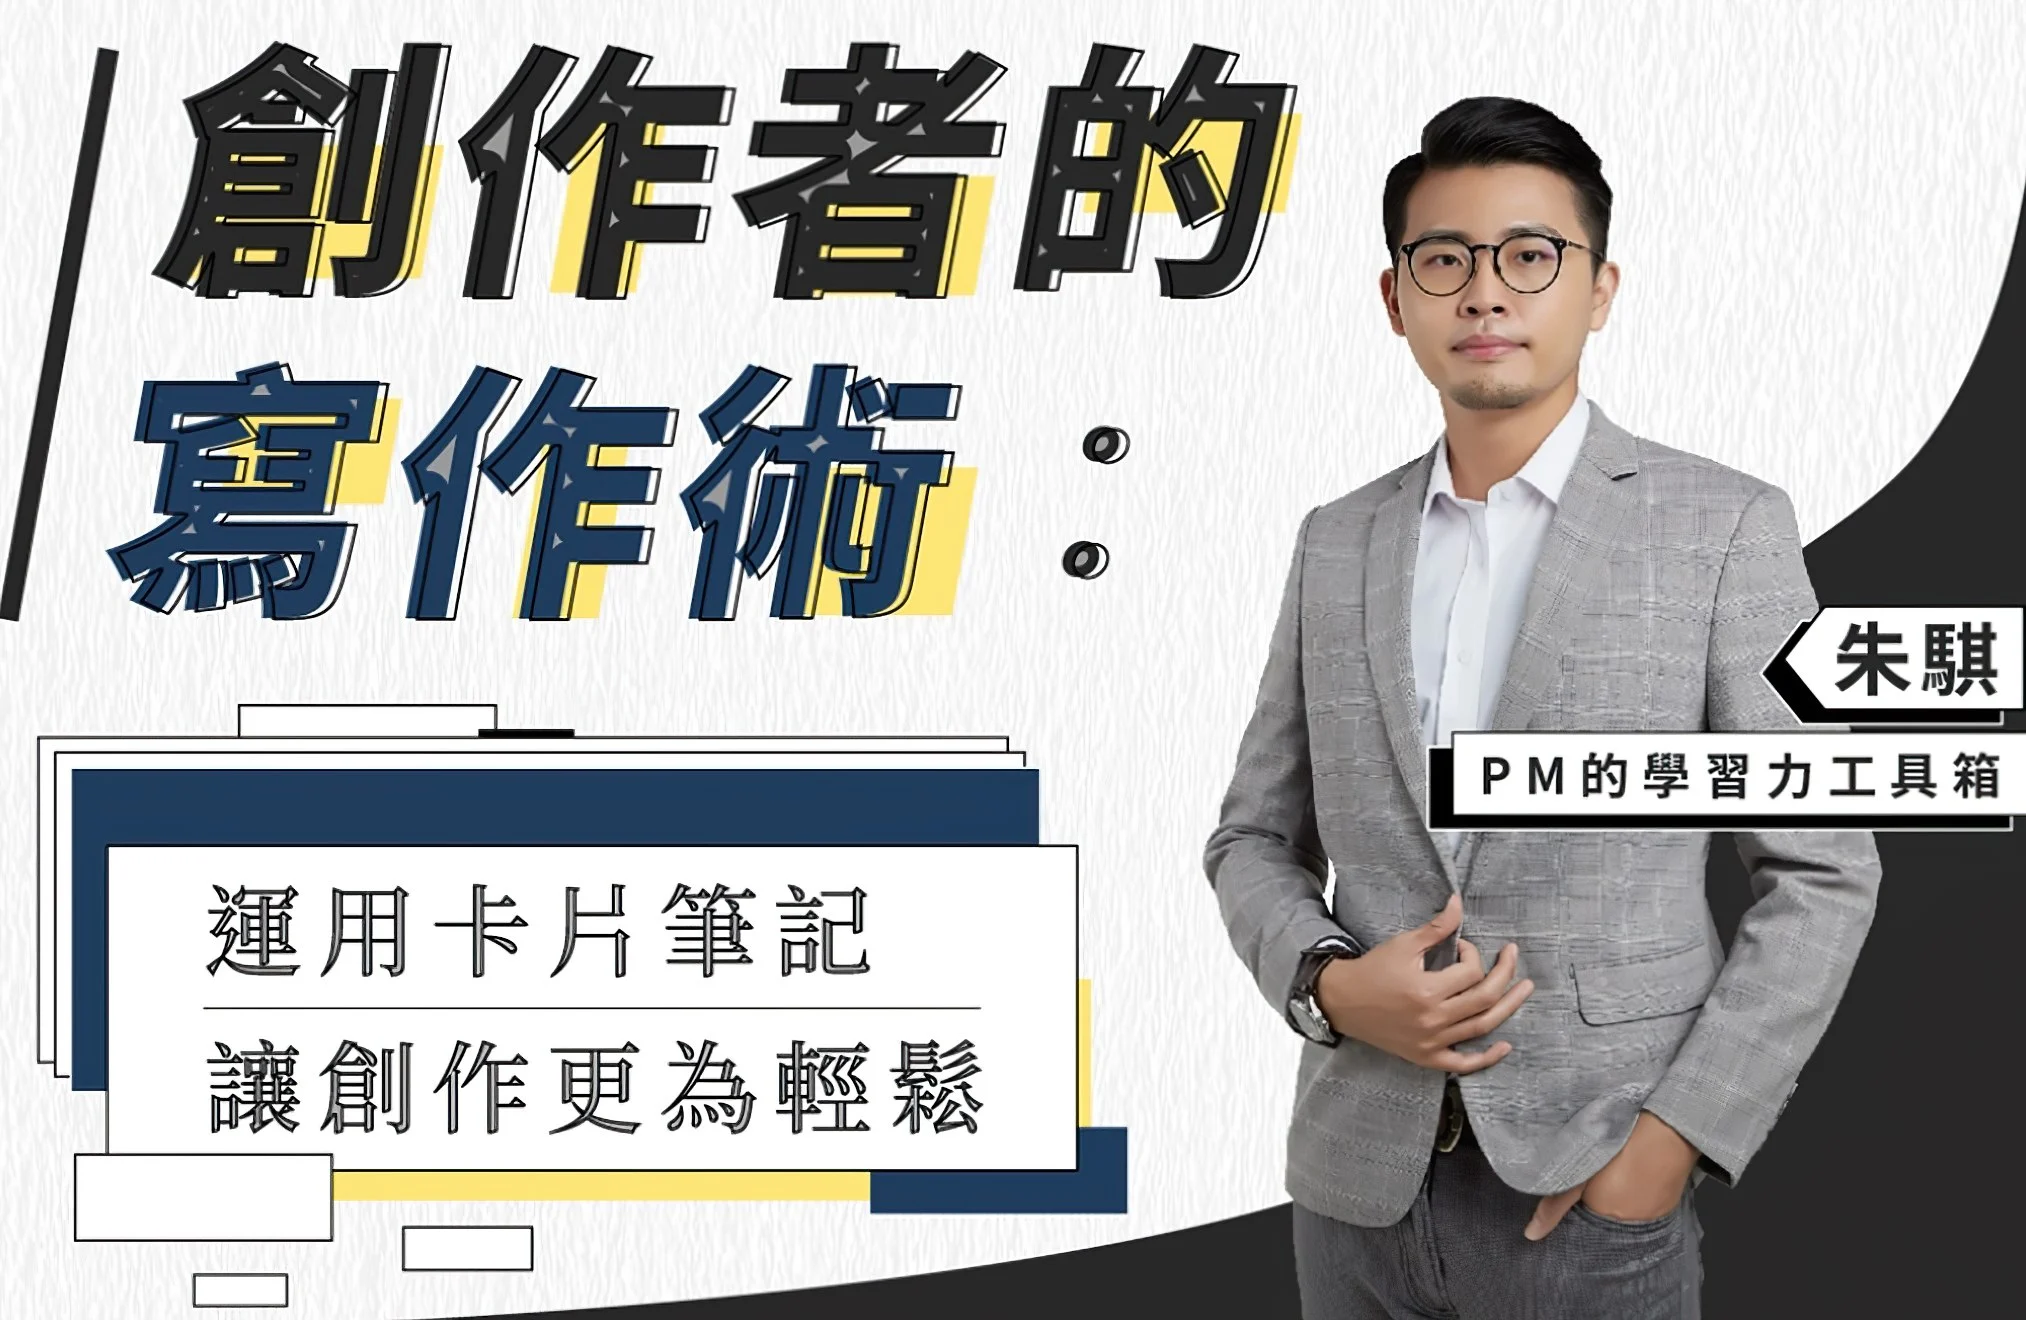 創作者的
寫作術：
運用卡片筆記
讓創作更為輕鬆
朱騏
PM的學習力工具箱